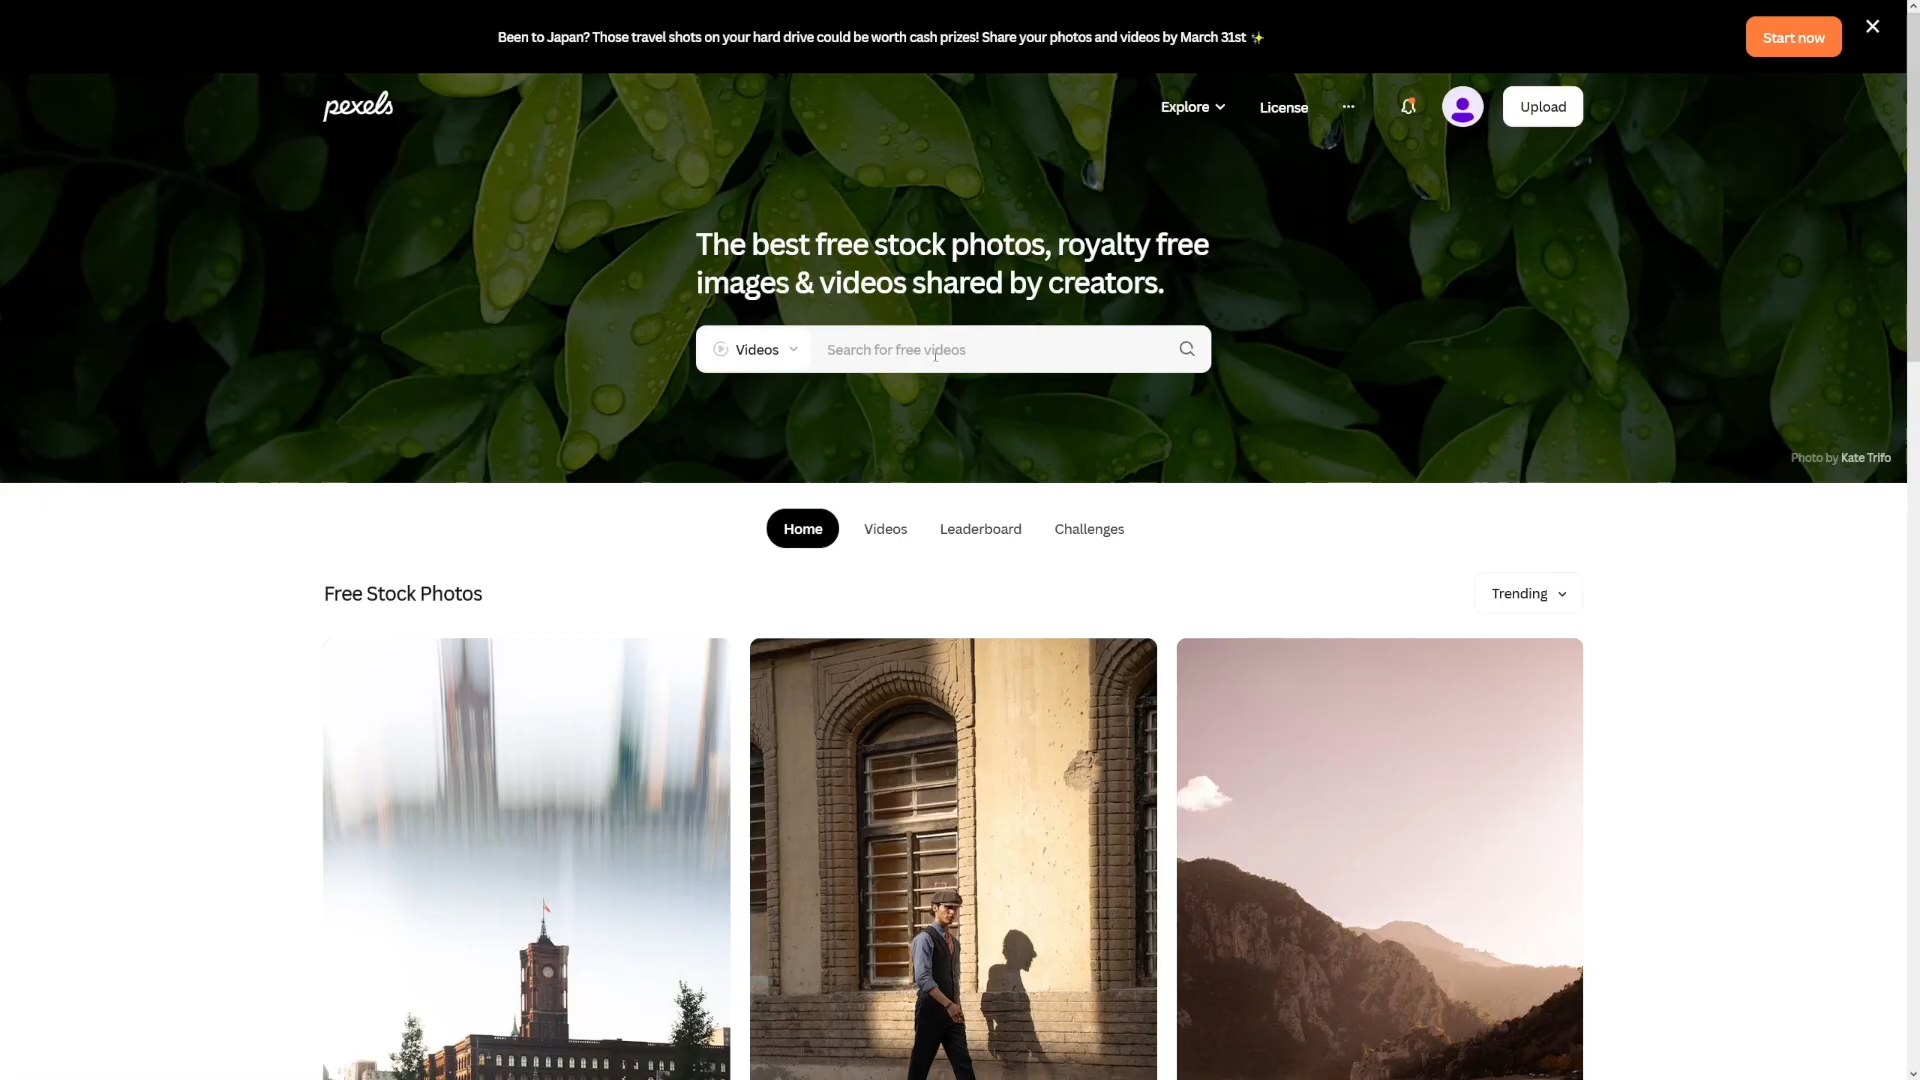 Been to Japan? Those travel shots on your hard drive could be worth cash prizes! Share your photos and videos by March 31st ✨
Start now
pexels
Explore
License
Upload
The best free stock photos, royalty free
images & videos shared by creators.
Videos
Search for free videos
Photo by Kate Trifo
Home
Videos
Leaderboard
Challenges
Free Stock Photos
Trending